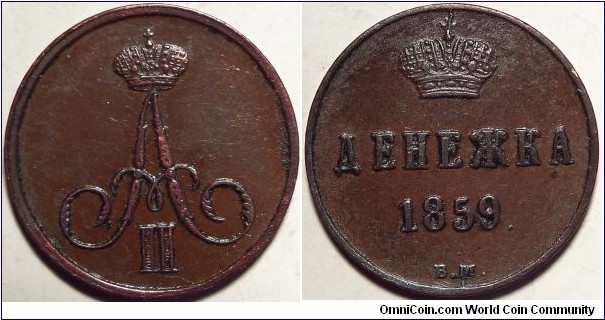 А
II
ДЕНЕЖКА
1859.
В.М.
OmniCoin.com World Coin Community